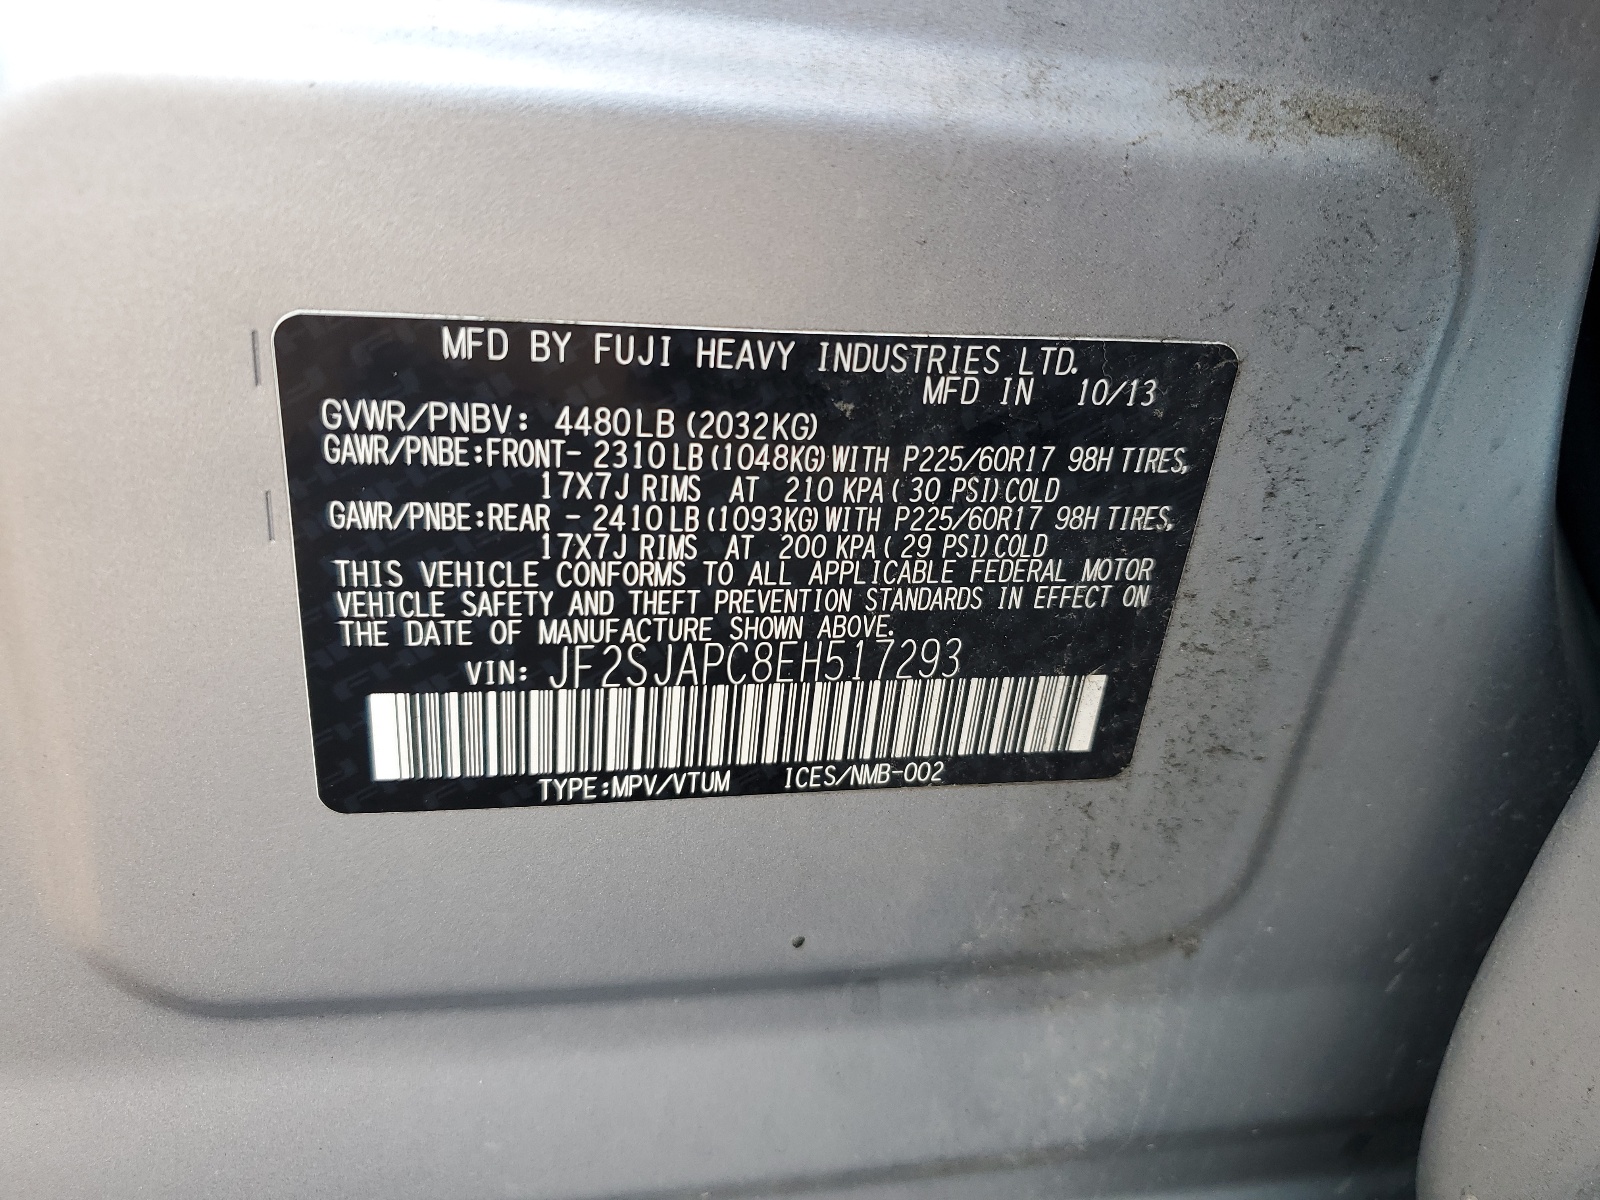 MFD BY FUJI HEAVY INDUSTRIES LTD.
MFD IN 10/13
GVWR/PNBV: 4480LB (2032KG)
GAWR/PNBE:FRONT- 2310 LB (1048KG) WITH P225/60R17 98H TIRES,
17X7J RIMS AT 210 KPA ( 30 PSI) COLD
GAWR/PNBE:REAR - 2410 LB (1093KG) WITH P225/60R17 98H TIRES,
17X7J RIMS AT 200 KPA ( 29 PSI) COLD
THIS VEHICLE CONFORMS TO ALL APPLICABLE FEDERAL MOTOR
VEHICLE SAFETY AND THEFT PREVENTION STANDARDS IN EFFECT ON
THE DATE OF MANUFACTURE SHOWN ABOVE.
VIN: JF2SJAPC8EH517293
TYPE:MPV/VTUM ICES/NMB-002